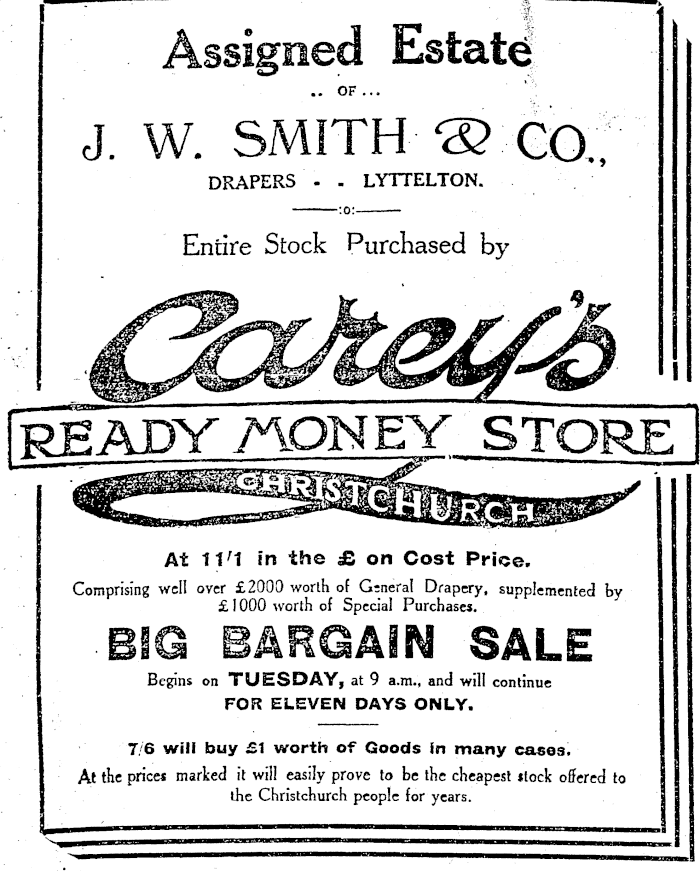 Assigned Estate
.. OF ...
J. W. SMITH & CO.,
DRAPERS - - LYTTELTON.
:o:
Entire Stock Purchased by
Carey's
READY MONEY STORE
CHRISTCHURCH
At 11/1 in the £ on Cost Price.
Comprising well over £2000 worth of General Drapery, supplemented by
£1000 worth of Special Purchases.
BIG BARGAIN SALE
Begins on TUESDAY, at 9 a.m., and will continue
FOR ELEVEN DAYS ONLY.
7/6 will buy £1 worth of Goods in many cases.
At the prices marked it will easily prove to be the cheapest stock offered to
the Christchurch people for years.